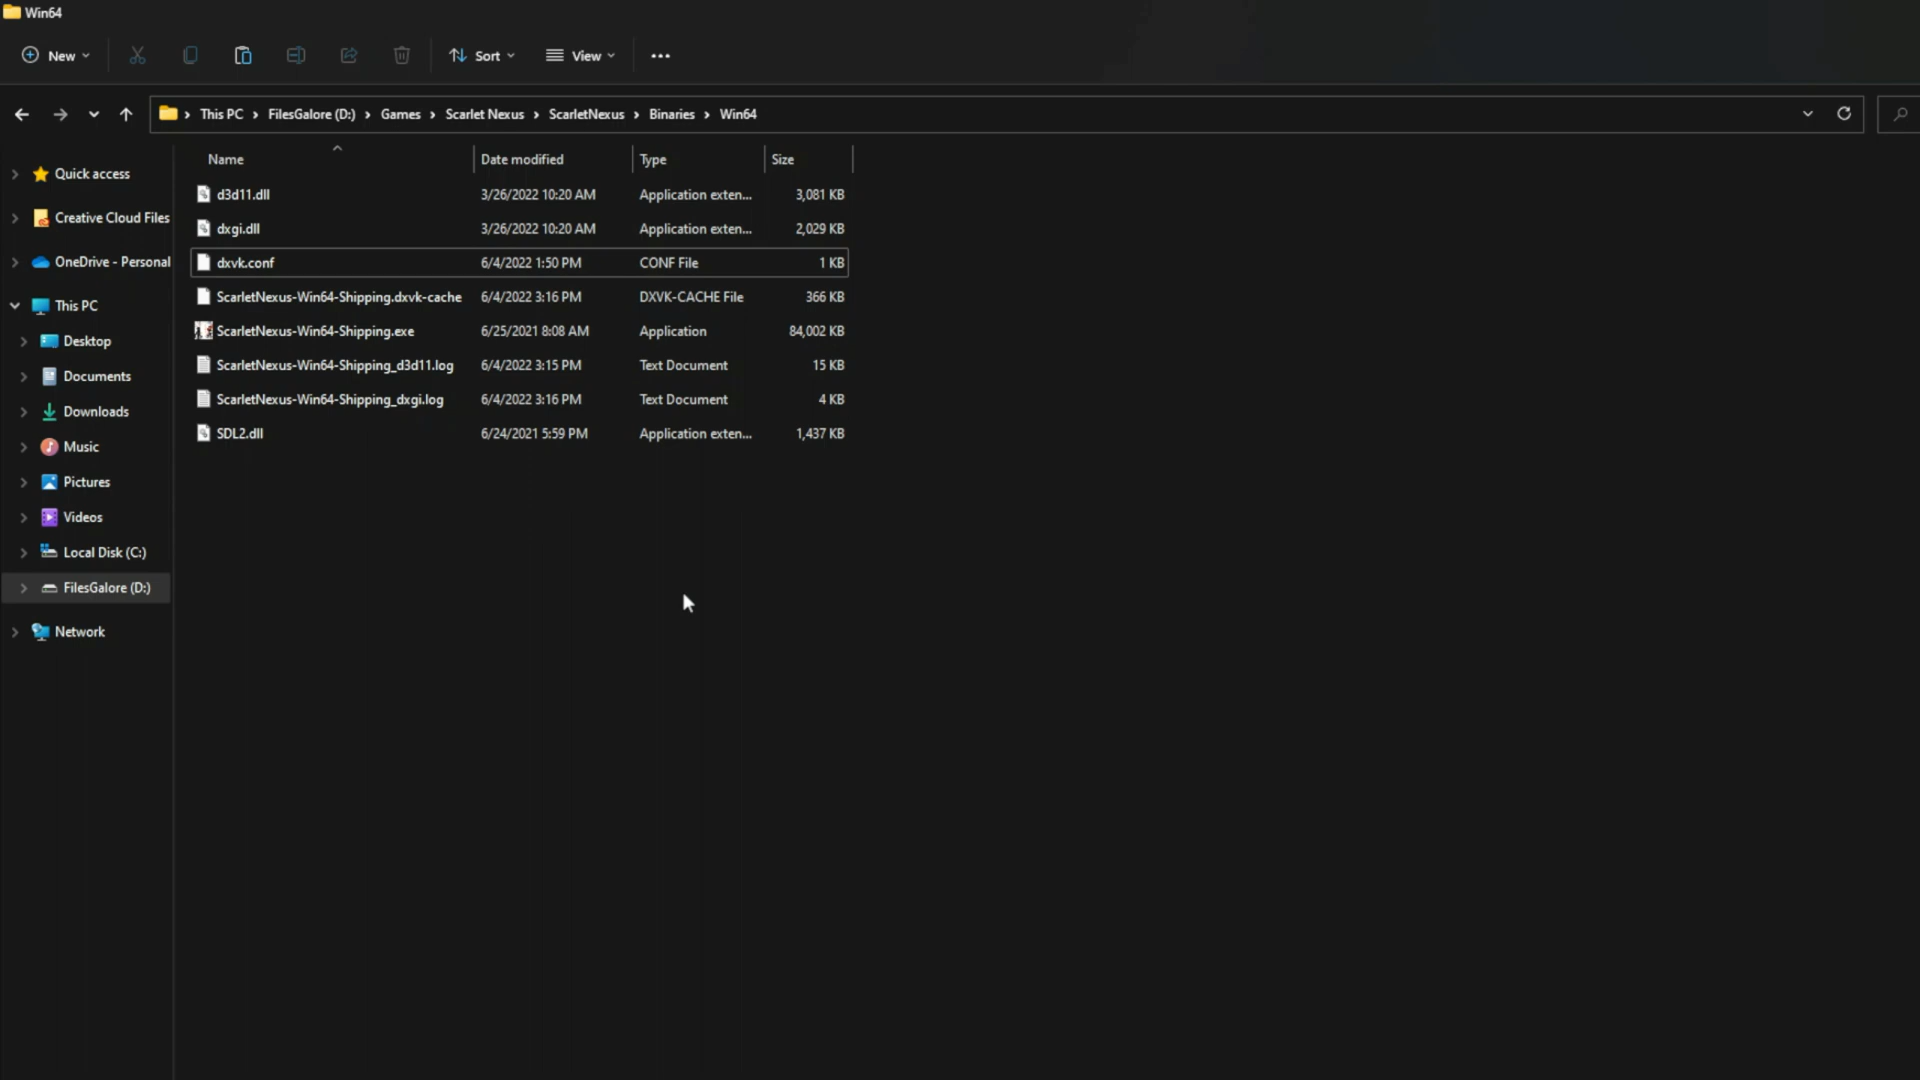 Win64
New Sort View
This PC FilesGalore (D:) Games Scarlet Nexus ScarletNexus Binaries Win64
Name Date modified Type Size
Quick access
Creative Cloud Files
OneDrive - Personal
This PC
Desktop
Documents
Downloads
Music
Pictures
Videos
Local Disk (C:)
FilesGalore (D:)
Network
d3d11.dll 3/26/2022 10:20 AM Application exten... 3,081 KB
dxgi.dll 3/26/2022 10:20 AM Application exten... 2,029 KB
dxvk.conf 6/4/2022 1:50 PM CONF File 1 KB
ScarletNexus-Win64-Shipping.dxvk-cache 6/4/2022 3:16 PM DXVK-CACHE File 366 KB
ScarletNexus-Win64-Shipping.exe 6/25/2021 8:08 AM Application 84,002 KB
ScarletNexus-Win64-Shipping_d3d11.log 6/4/2022 3:15 PM Text Document 15 KB
ScarletNexus-Win64-Shipping_dxgi.log 6/4/2022 3:16 PM Text Document 4 KB
SDL2.dll 6/24/2021 5:59 PM Application exten... 1,437 KB